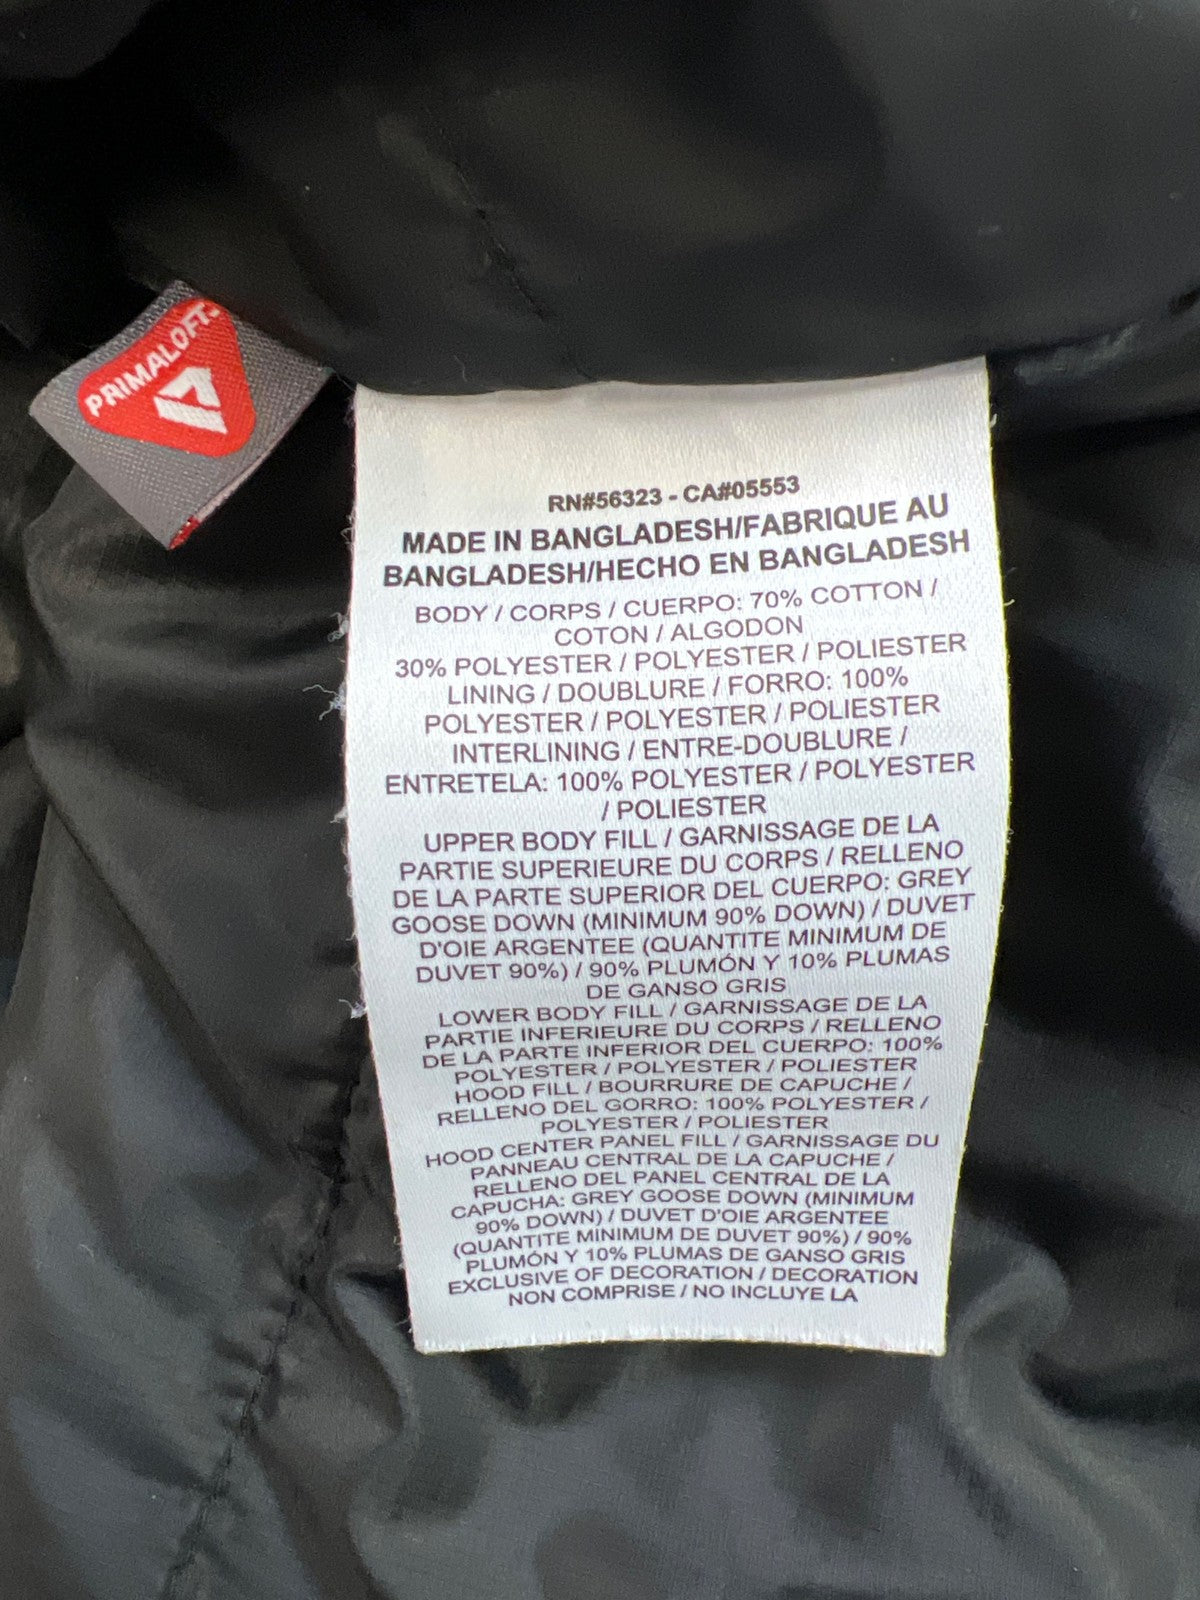 PRIMALOFT
RN#56323 - CA#05553
MADE IN BANGLADESH/FABRIQUE AU
BANGLADESH/HECHO EN BANGLADESH
BODY / CORPS / CUERPO: 70% COTTON /
COTON / ALGODON
30% POLYESTER / POLYESTER / POLIESTER
LINING / DOUBLURE / FORRO: 100%
POLYESTER / POLYESTER / POLIESTER
INTERLINING / ENTRE-DOUBLURE /
ENTRETELA: 100% POLYESTER / POLYESTER
/ POLIESTER
UPPER BODY FILL / GARNISSAGE DE LA
PARTIE SUPERIEURE DU CORPS / RELLENO
DE LA PARTE SUPERIOR DEL CUERPO: GREY
GOOSE DOWN (MINIMUM 90% DOWN) / DUVET
D'OIE ARGENTEE (QUANTITE MINIMUM DE
DUVET 90%) / 90% PLUMÓN Y 10% PLUMAS
DE GANSO GRIS
LOWER BODY FILL / GARNISSAGE DE LA
PARTIE INFERIEURE DU CORPS / RELLENO
DE LA PARTE INFERIOR DEL CUERPO: 100%
POLYESTER / POLYESTER / POLIESTER
HOOD FILL / BOURRURE DE CAPUCHE /
RELLENO DEL GORRO: 100% POLYESTER /
POLYESTER / POLIESTER
HOOD CENTER PANEL FILL / GARNISSAGE DU
PANNEAU CENTRAL DE LA CAPUCHE /
RELLENO DEL PANEL CENTRAL DE LA
CAPUCHA: GREY GOOSE DOWN (MINIMUM
90% DOWN) / DUVET D'OIE ARGENTEE
(QUANTITE MINIMUM DE DUVET 90%) / 90%
PLUMÓN Y 10% PLUMAS DE GANSO GRIS
EXCLUSIVE OF DECORATION / DECORATION
NON COMPRISE / NO INCLUYE LA